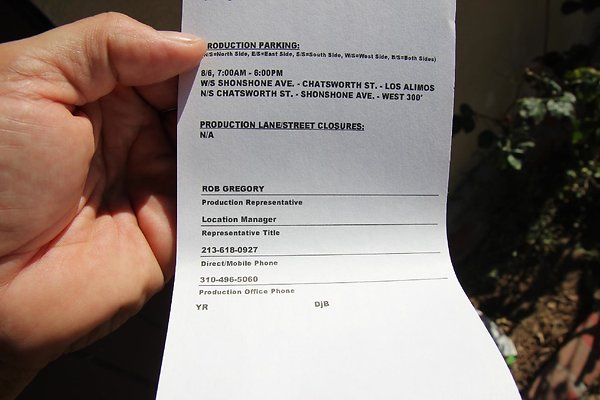 PRODUCTION PARKING:
N/S=North Side, E/S=East Side, S/S=South Side, W/S=West Side, B/S=Both Sides)
8/6, 7:00AM - 6:00PM
W/S SHONSHONE AVE. - CHATSWORTH ST. - LOS ALIMOS
N/S CHATSWORTH ST. - SHONSHONE AVE. - WEST 300'
PRODUCTION LANE/STREET CLOSURES:
N/A
ROB GREGORY
Production Representative
Location Manager
Representative Title
213-618-0927
Direct/Mobile Phone
310-496-5060
Production Office Phone
YR DjB